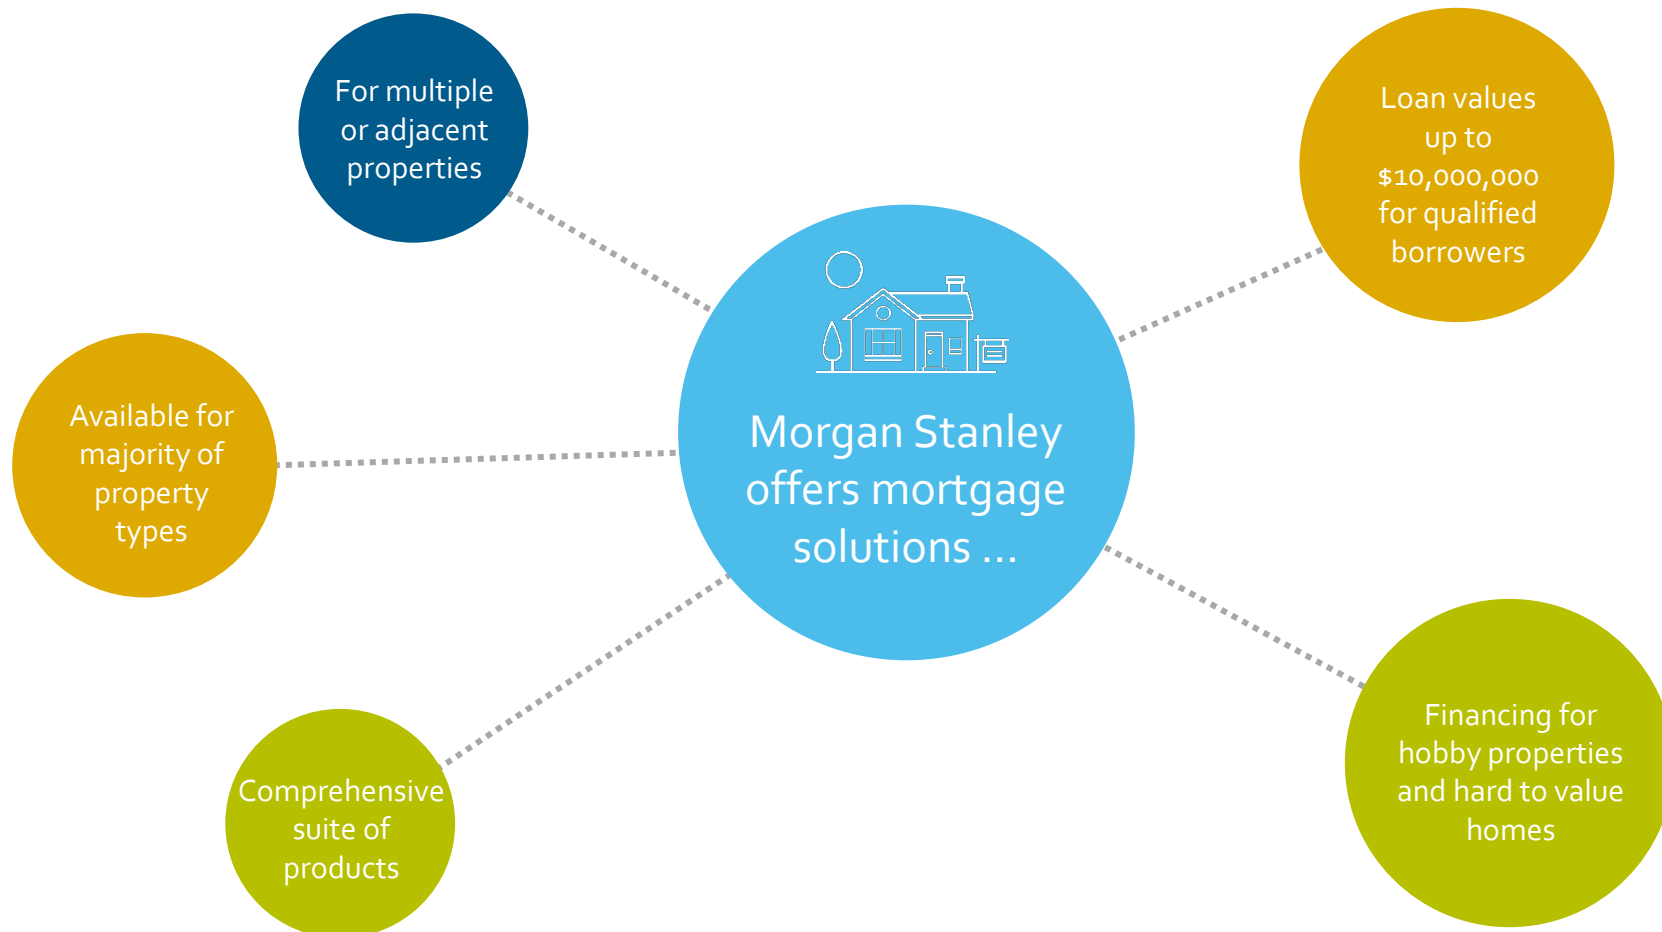 For multiple
or adjacent
properties
Loan values
up to
$10,000,000
for qualified
borrowers
Morgan Stanley
offers mortgage
solutions ...
Available for
majority of
property
types
Comprehensive
suite of
products
Financing for
hobby properties
and hard to value
homes